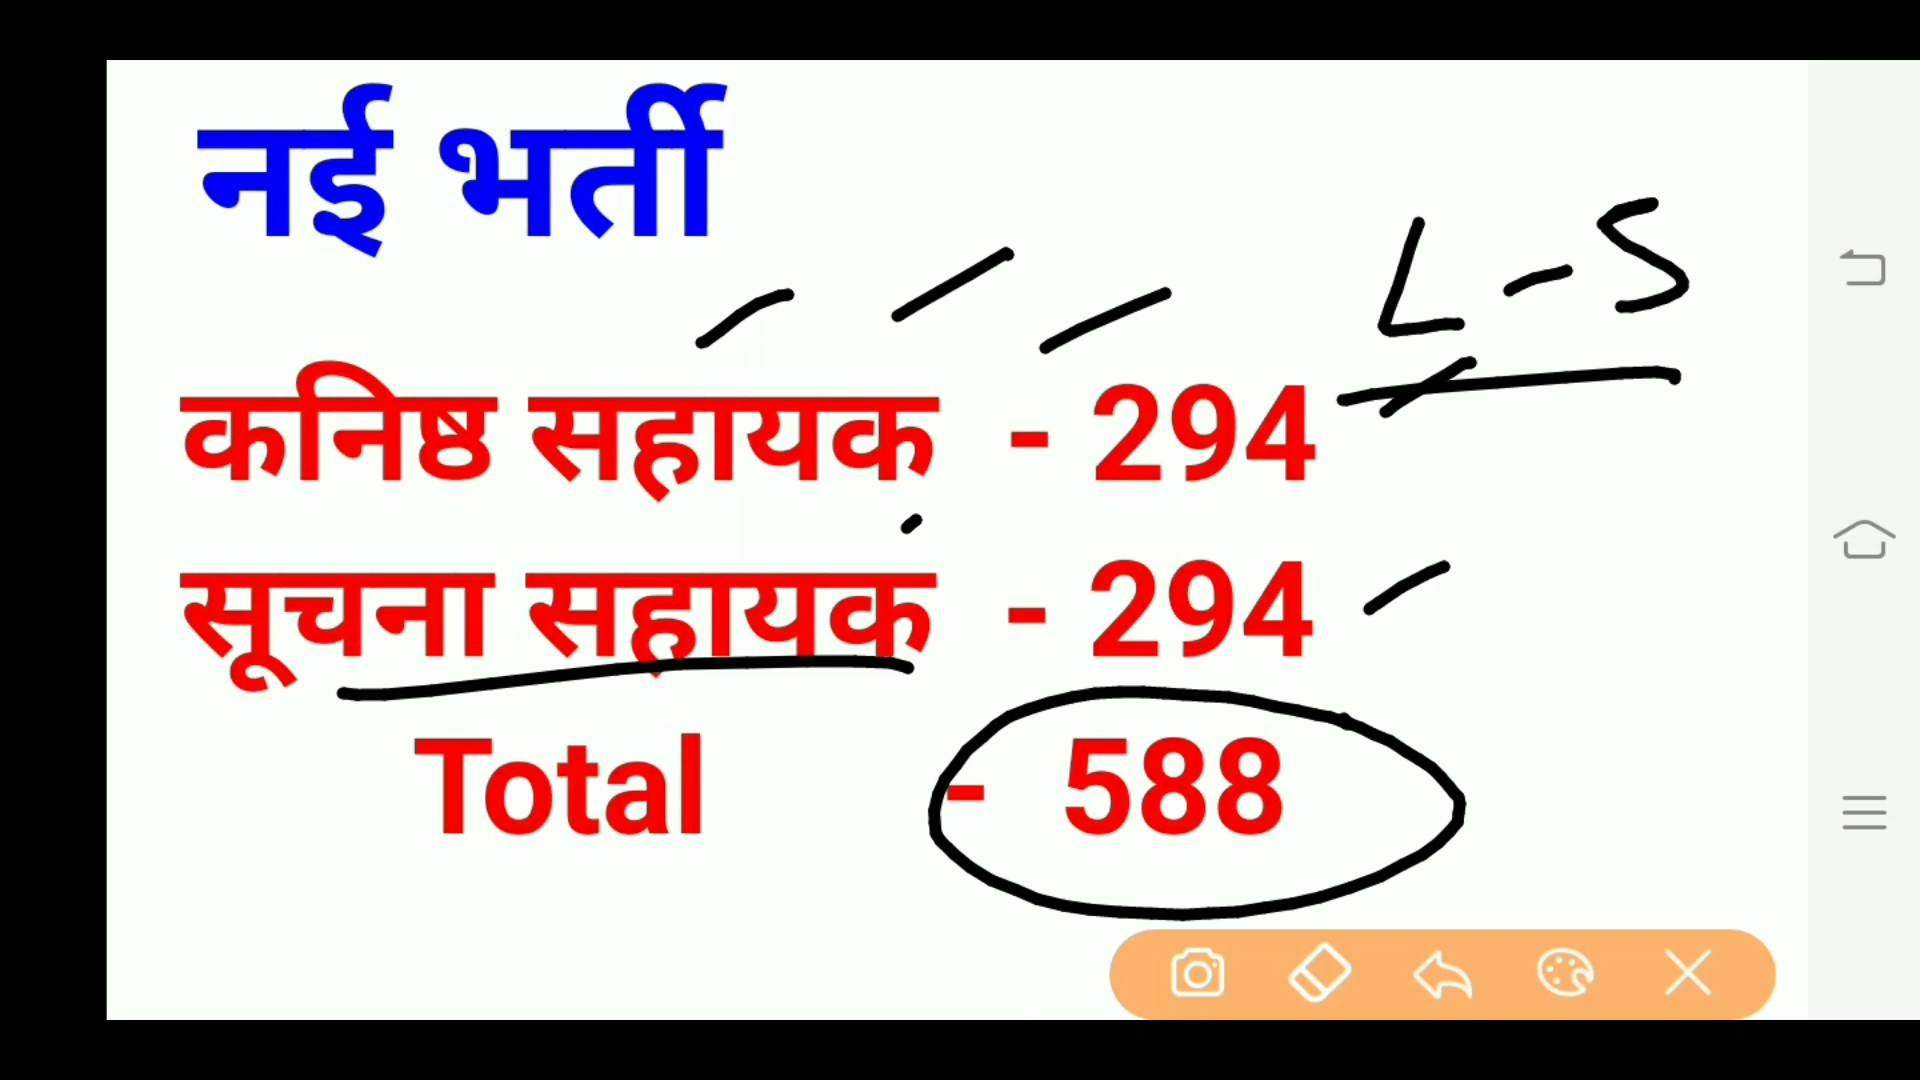 नई भर्ती
L-S
कनिष्ठ सहायक - 294
सूचना सहायक - 294
Total - 588